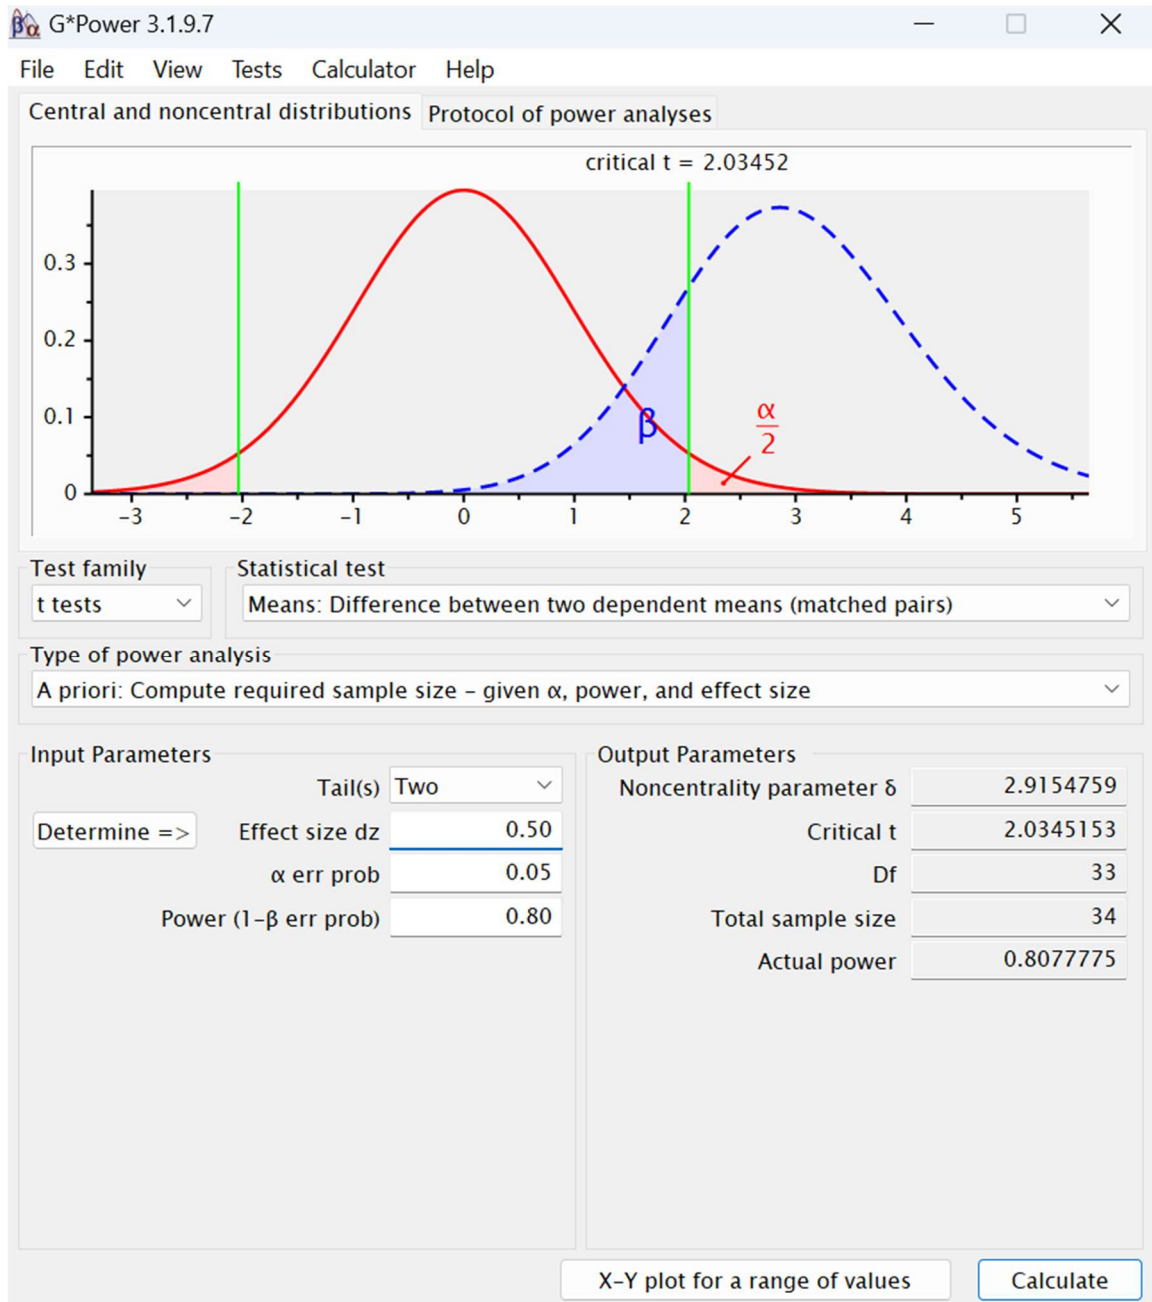 G*Power 3.1.9.7
File Edit View Tests Calculator Help
Central and noncentral distributions Protocol of power analyses
critical t = 2.03452
0.3
0.2
0.1
0
β
α
2
−3 −2 −1 0 1 2 3 4 5
Test family Statistical test
t tests Means: Difference between two dependent means (matched pairs)
Type of power analysis
A priori: Compute required sample size – given α, power, and effect size
Input Parameters Output Parameters
Tail(s) Two Noncentrality parameter δ 2.9154759
Determine => Effect size dz 0.50 Critical t 2.0345153
α err prob 0.05 Df 33
Power (1−β err prob) 0.80 Total sample size 34
Actual power 0.8077775
X−Y plot for a range of values Calculate